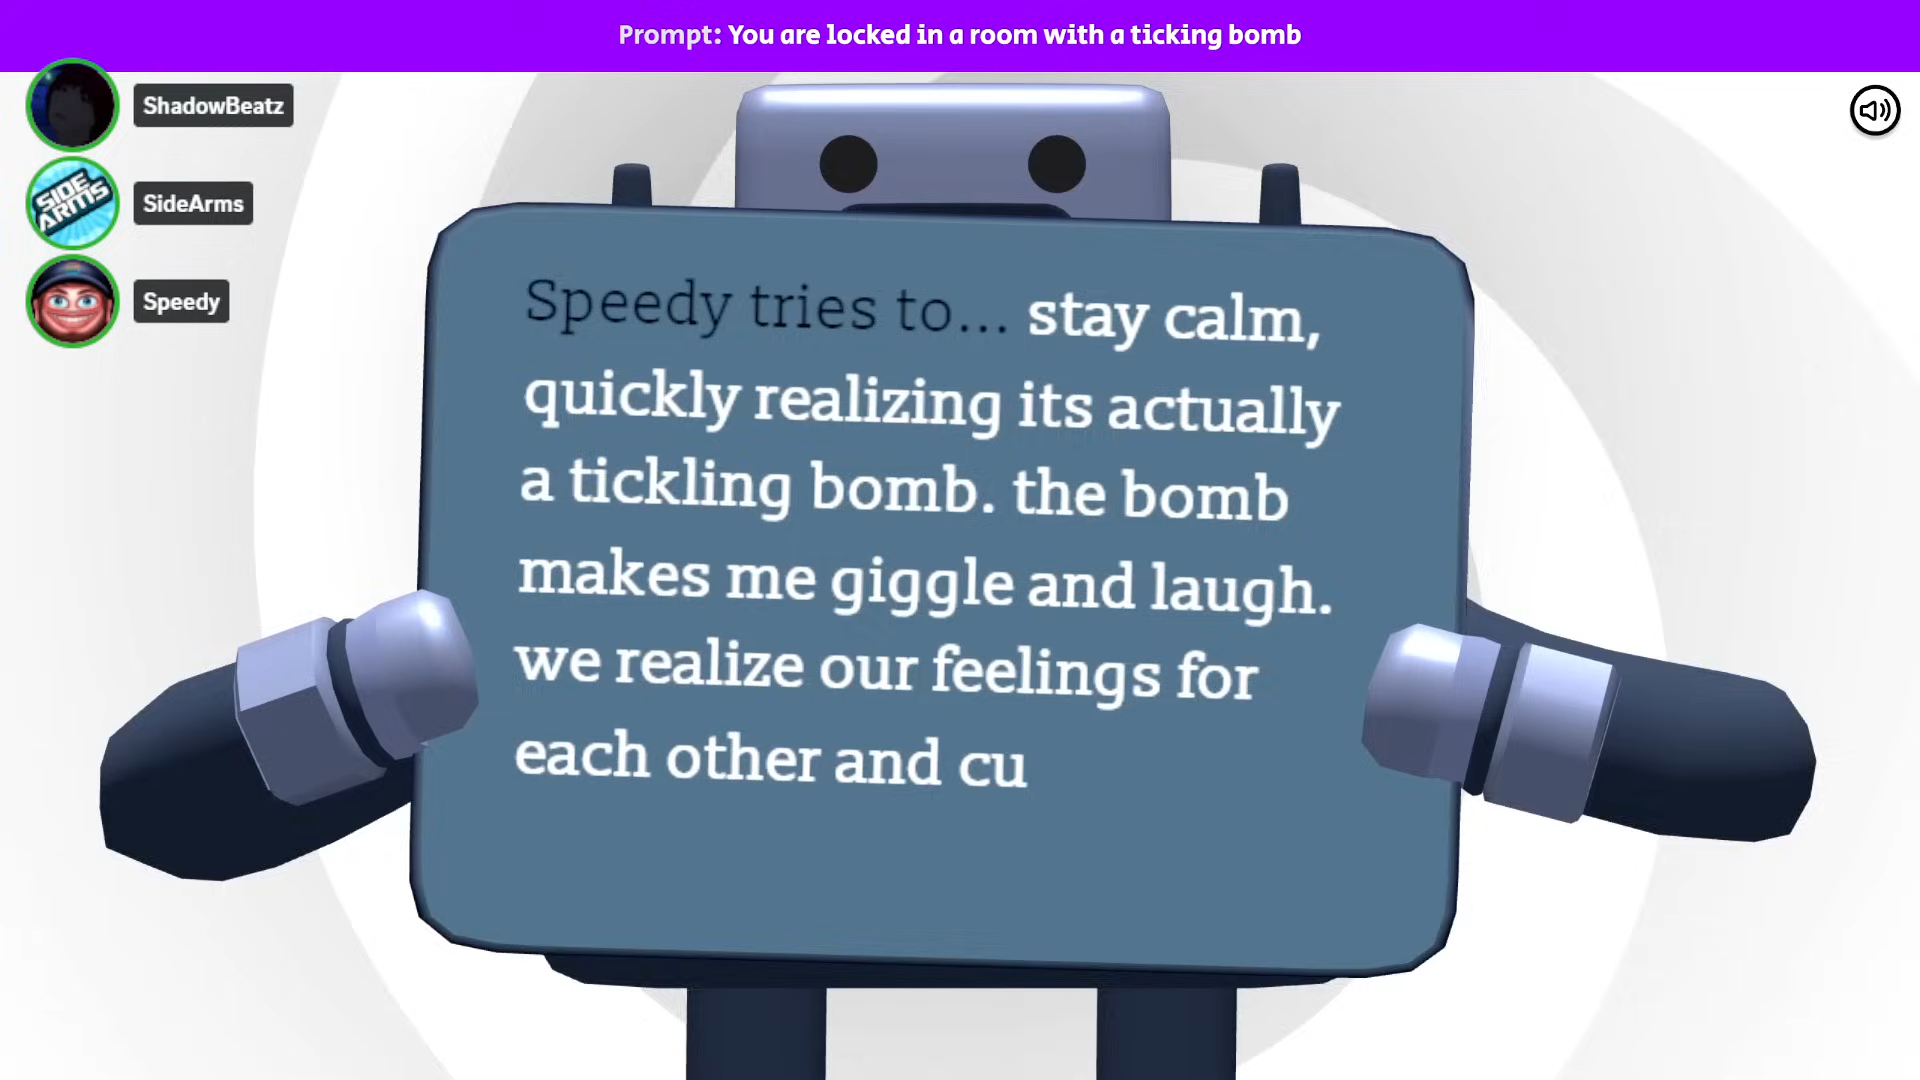 Prompt: You are locked in a room with a ticking bomb
ShadowBeatz
SIDE
ARMS
SideArms
Speedy
Speedy tries to... stay calm,
quickly realizing its actually
a tickling bomb. the bomb
makes me giggle and laugh.
we realize our feelings for
each other and cu